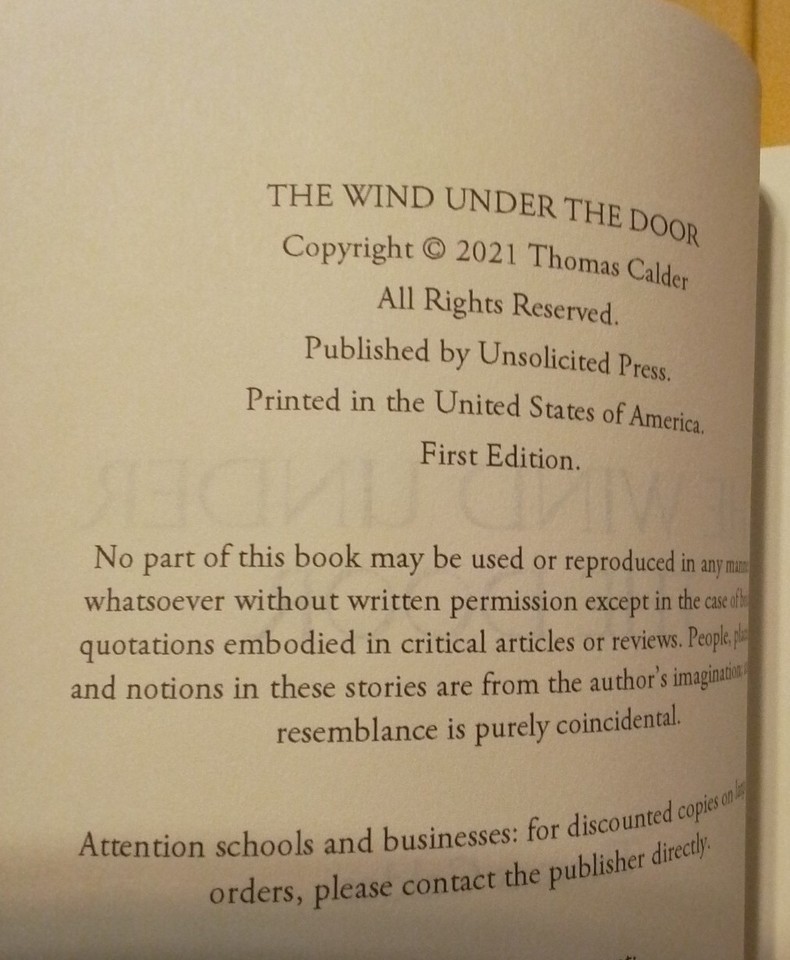 THE WIND UNDER THE DOOR
Copyright © 2021 Thomas Calder
All Rights Reserved.
Published by Unsolicited Press.
Printed in the United States of America.
First Edition.
No part of this book may be used or reproduced in any
whatsoever without written permission except in the case of
quotations embodied in critical articles or reviews. People,
and notions in these stories are from the author's imagination
resemblance is purely coincidental.
Attention schools and businesses: for discounted copies on
orders, please contact the publisher directly.